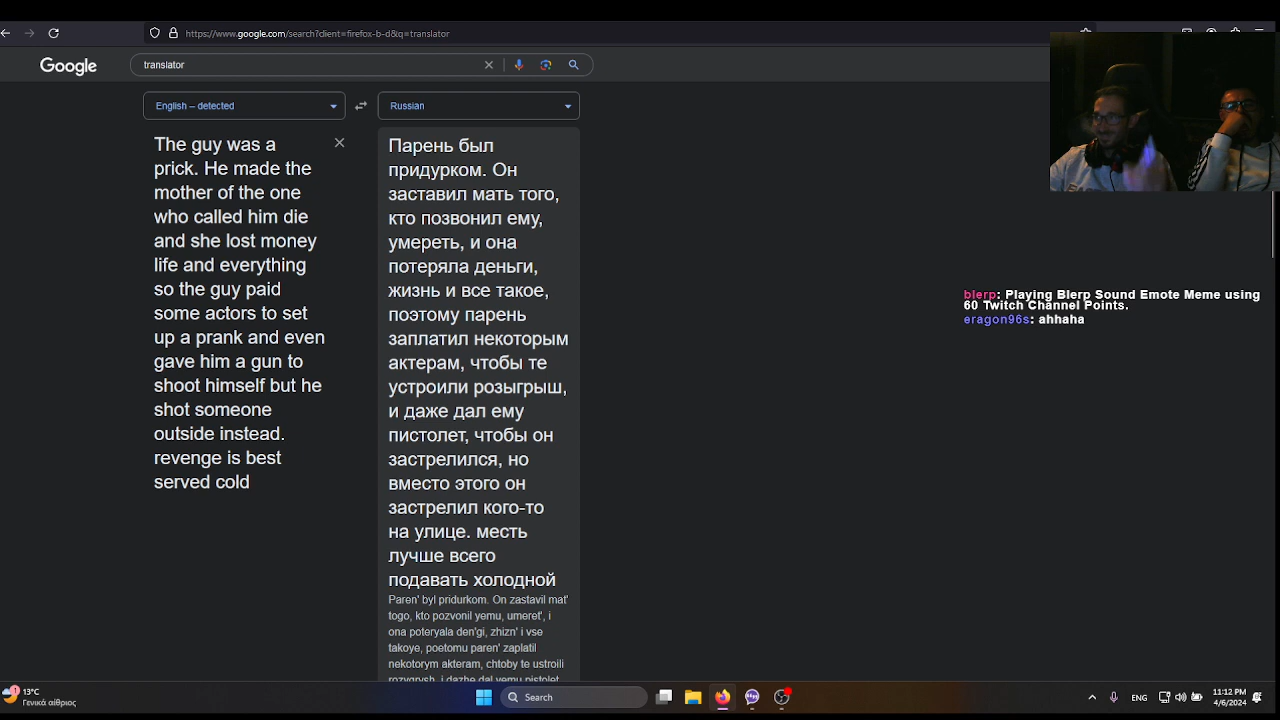 https://www.google.com/search?client=firefox-b-d&q=translator
Google
translator
English – detected
Russian
The guy was a
prick. He made the
mother of the one
who called him die
and she lost money
life and everything
so the guy paid
some actors to set
up a prank and even
gave him a gun to
shoot himself but he
shot someone
outside instead.
revenge is best
served cold
Парень был
придурком. Он
заставил мать того,
кто позвонил ему,
умереть, и она
потеряла деньги,
жизнь и все такое,
поэтому парень
заплатил некоторым
актерам, чтобы те
устроили розыгрыш,
и даже дал ему
пистолет, чтобы он
застрелился, но
вместо этого он
застрелил кого-то
на улице. месть
лучше всего
подавать холодной
Paren' byl pridurkom. On zastavil mat'
togo, kto pozvonil yemu, umeret', i
ona poteryala den'gi, zhizn' i vse
takoye, poetomu paren' zaplatil
nekotorym akteram, chtoby te ustroili
rozygrysh, i dazhe dal yemu pistolet,
blerp: Playing Blerp Sound Emote Meme using
60 Twitch Channel Points.
eragon96s: ahhaha
1
13°C
Γενικά αίθριος
Search
ENG
11:12 PM
4/6/2024